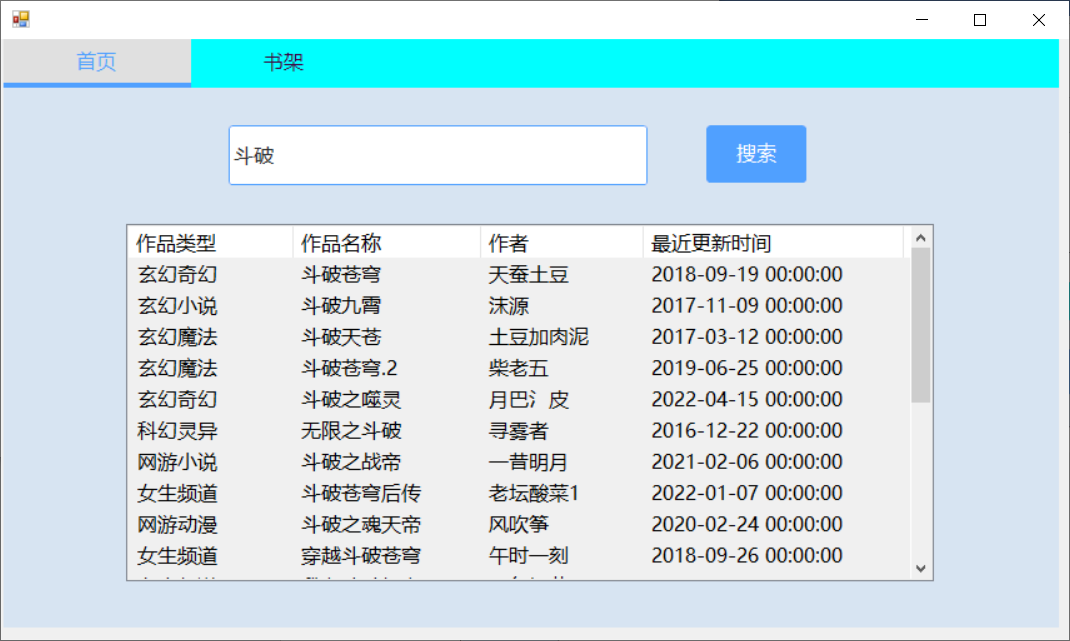 首页 书架
斗破 搜索
作品类型 作品名称 作者 最近更新时间
玄幻奇幻 斗破苍穹 天蚕土豆 2018-09-19 00:00:00
玄幻小说 斗破九霄 沫源 2017-11-09 00:00:00
玄幻魔法 斗破天苍 土豆加肉泥 2017-03-12 00:00:00
玄幻魔法 斗破苍穹.2 柴老五 2019-06-25 00:00:00
玄幻奇幻 斗破之噬灵 月巴氵皮 2022-04-15 00:00:00
科幻灵异 无限之斗破 寻雾者 2016-12-22 00:00:00
网游小说 斗破之战帝 一昔明月 2021-02-06 00:00:00
女生频道 斗破苍穹后传 老坛酸菜1 2022-01-07 00:00:00
网游动漫 斗破之魂天帝 风吹筝 2020-02-24 00:00:00
女生频道 穿越斗破苍穹 午时一刻 2018-09-26 00:00:00